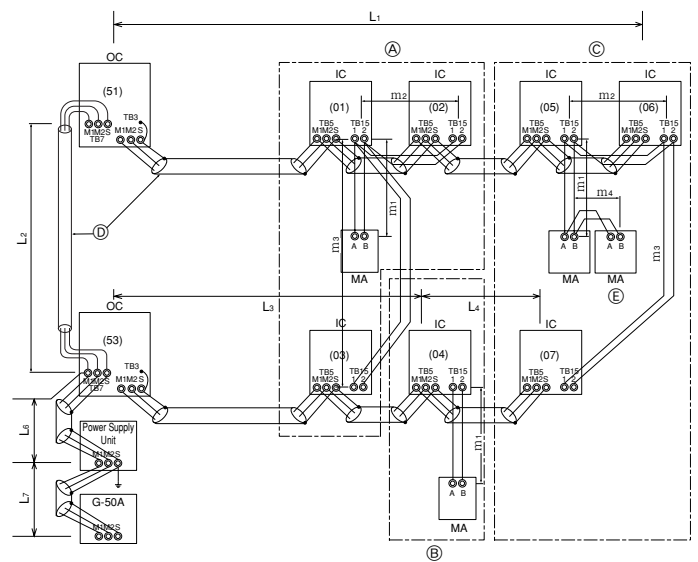 L1
A
C
OC
IC
IC
IC
IC
(51)
(01)
m2
(02)
(05)
m2
(06)
TB3
M1M2S
TB7
M1M2 S
TB5
M1M2S
TB15
1 2
TB5
M1M2S
TB15
1 2
TB5
M1M2S
TB15
1 2
TB5
M1M2S
TB15
1 2
L2
D
m3
m1
m1
m4
m3
A B
MA
A B
MA
A B
MA
E
L3
L4
OC
IC
IC
IC
(53)
(03)
(04)
(07)
TB3
M1M2S
TB7
M1M2 S
TB5
M1M2S
TB15
1 2
TB5
M1M2S
TB15
1 2
TB5
M1M2S
TB15
1 2
L6
Power Supply
Unit
M1M2S
m1
L7
G-50A
M1M2S
A B
MA
B